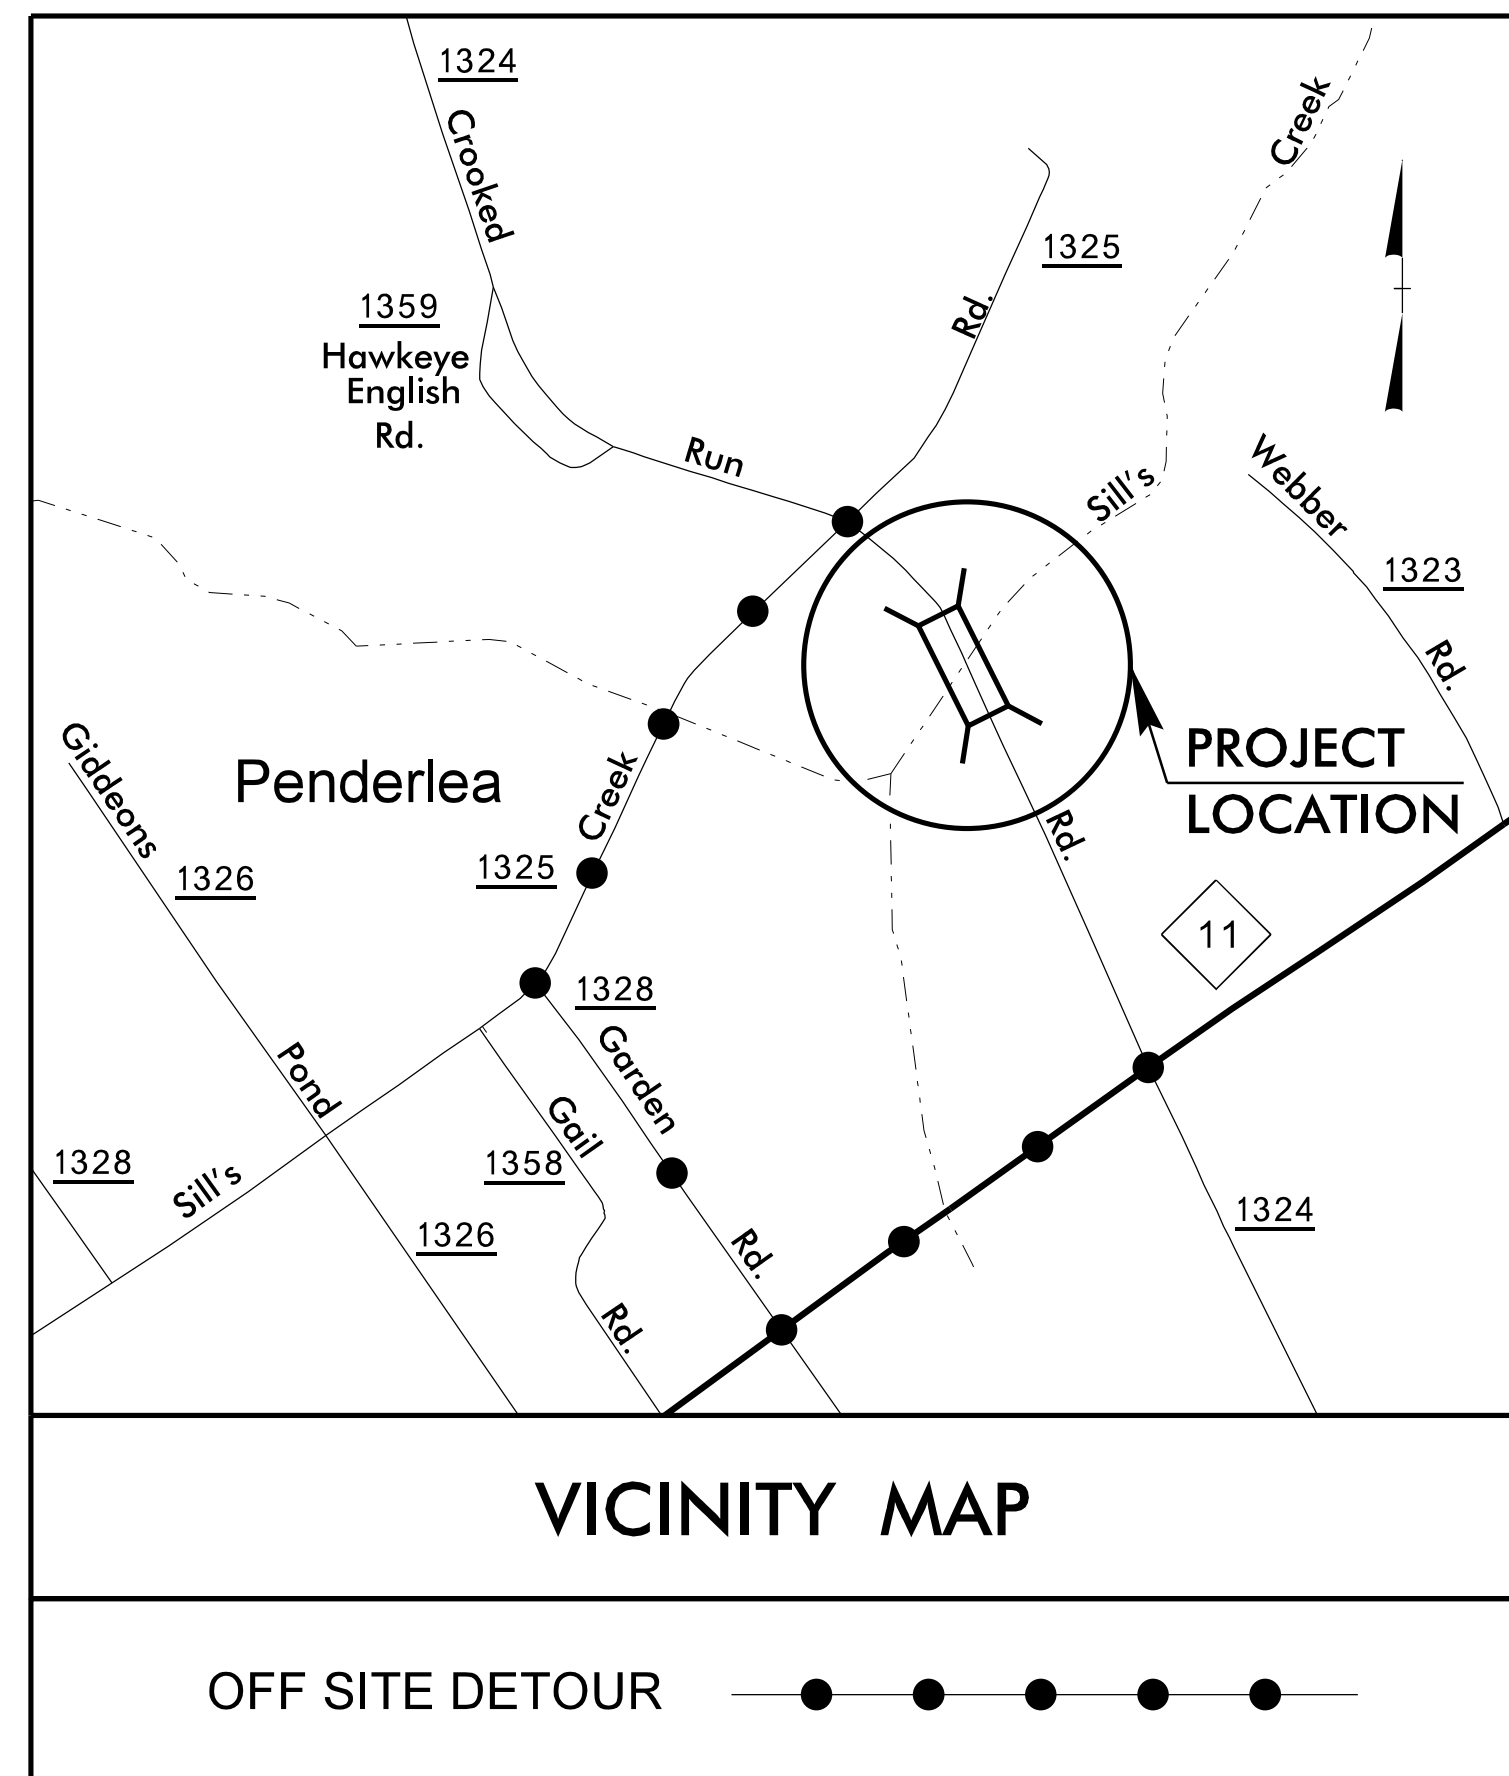 1324
Crooked
Creek
1325
Rd.
1359
Hawkeye
English
Rd.
Run
Sill's
Webber
1323
Rd.
Giddeons
Penderlea
PROJECT
LOCATION
Creek
Rd.
1325
1326
11
1328
Garden
Pond
Gail
1328
1358
Sill's
1326
Rd.
1324
Rd.
VICINITY MAP
OFF SITE DETOUR